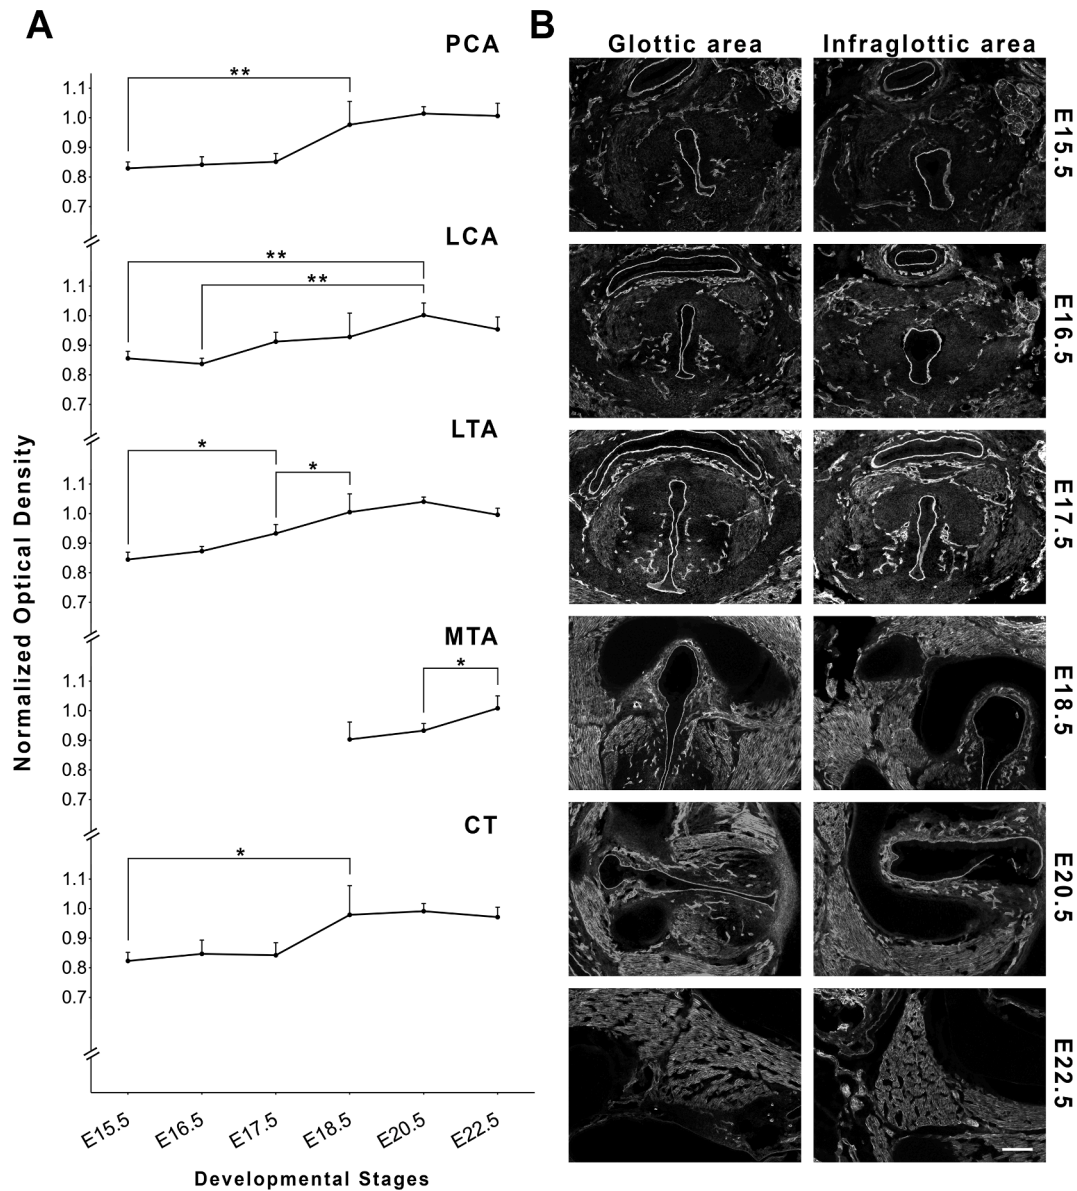 A
B
Glottic area
Infraglottic area
PCA
**
1.1
1.0
0.9
0.8
0.7
E15.5
LCA
**
**
1.1
1.0
0.9
0.8
0.7
E16.5
LTA
*
*
1.1
1.0
0.9
0.8
0.7
E17.5
Normalized Optical Density
MTA
*
1.1
1.0
0.9
0.8
0.7
E18.5
CT
*
1.1
1.0
0.9
0.8
0.7
E20.5
E22.5
E15.5 E16.5 E17.5 E18.5 E20.5 E22.5
Developmental Stages